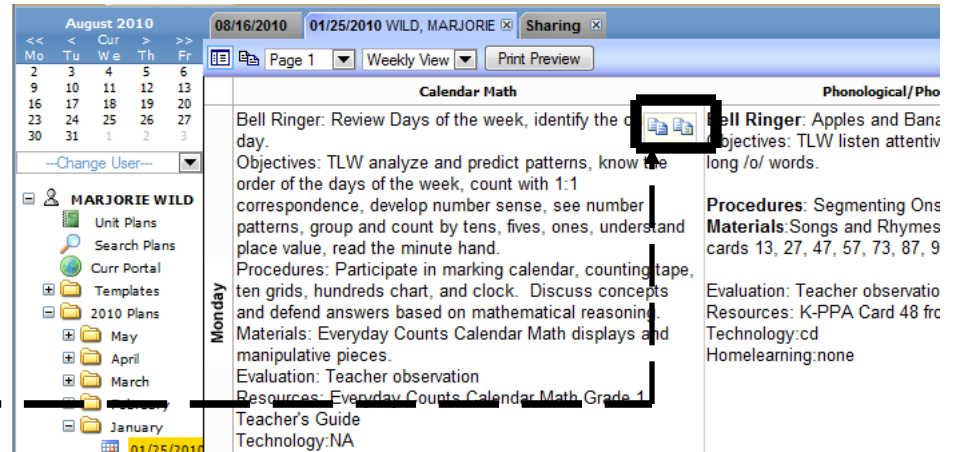 August 2010
<< < Cur > >>
Mo Tu We Th Fr
2 3 4 5 6
9 10 11 12 13
16 17 18 19 20
23 24 25 26 27
30 31 1 2 3
---Change User---
MARJORIE WILD
Unit Plans
Search Plans
Curr Portal
Templates
2010 Plans
May
April
March
February
January
01/25/2010
08/16/2010 01/25/2010 WILD, MARJORIE Sharing
Page 1 Weekly View Print Preview
Calendar Math
Monday
Bell Ringer: Review Days of the week, identify the
day.
Objectives: TLW analyze and predict patterns, know the
order of the days of the week, count with 1:1
correspondence, develop number sense, see number
patterns, group and count by tens, fives, ones, understand
place value, read the minute hand.
Procedures: Participate in marking calendar, counting tape,
ten grids, hundreds chart, and clock. Discuss concepts
and defend answers based on mathematical reasoning.
Materials: Everyday Counts Calendar Math displays and
manipulative pieces.
Evaluation: Teacher observation
Resources: Everyday Counts Calendar Math Grade 1
Teacher's Guide
Technology:NA
Phonological/Pho
Bell Ringer: Apples and Bana
Objectives: TLW listen attentiv
long /o/ words.
Procedures: Segmenting Ons
Materials:Songs and Rhymes
cards 13, 27, 47, 57, 73, 87, 9
Evaluation: Teacher observatio
Resources: K-PPA Card 48 fro
Technology:cd
Homelearning:none